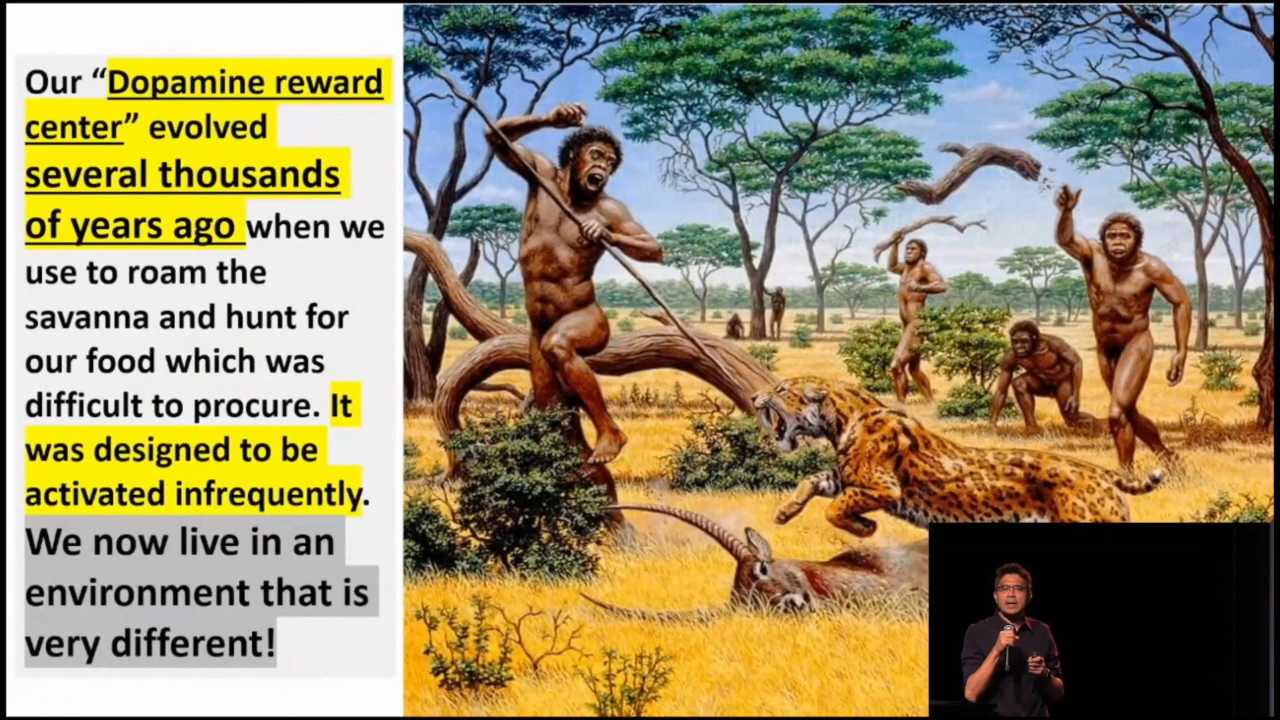 Our “Dopamine reward
center” evolved
several thousands
of years ago when we
use to roam the
savanna and hunt for
our food which was
difficult to procure. It
was designed to be
activated infrequently.
We now live in an
environment that is
very different!